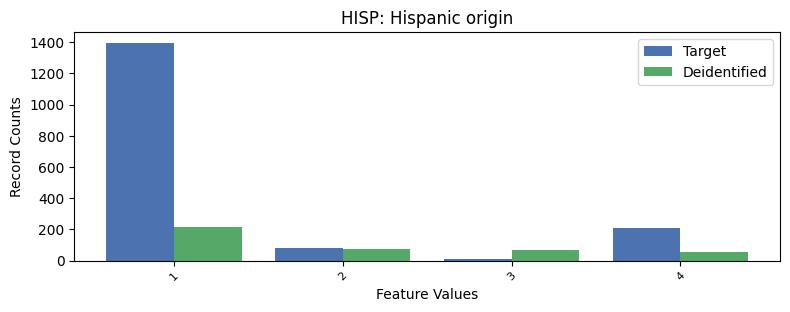 HISP: Hispanic origin
Target
Deidentified
Record Counts
1400
1200
1000
800
600
400
200
0
1
2
3
4
Feature Values